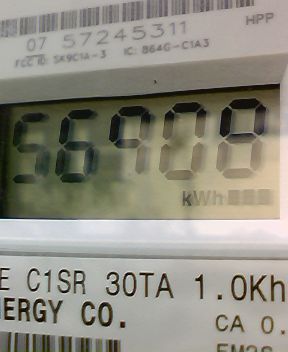 HPP
07 57245311
FCC ID: SK9C1A-3 IC: 864G-C1A3
56908
kWh
E C1SR 30TA 1.0Kh
NERGY CO.
CA 0.